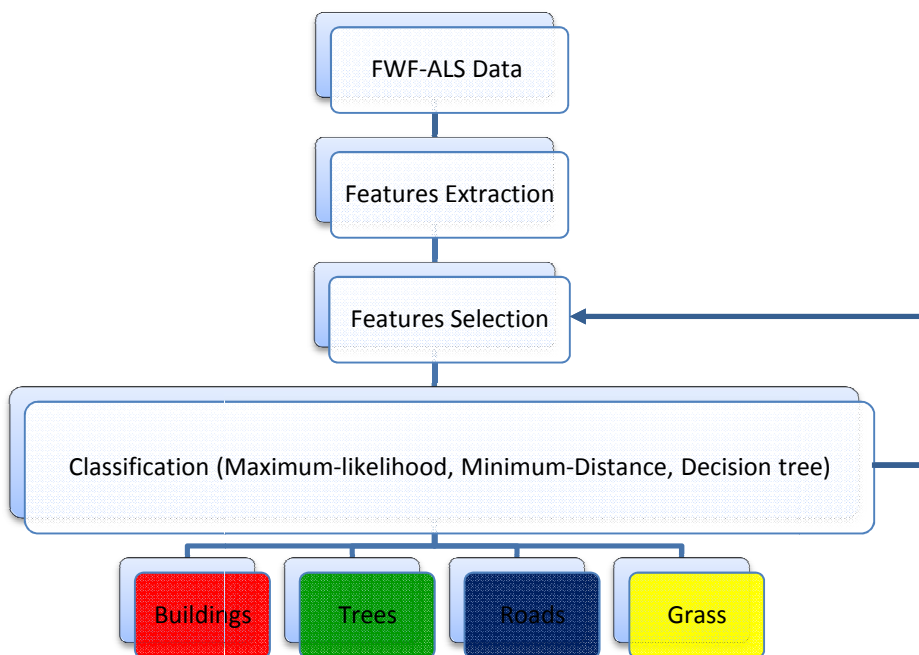 FWF-ALS Data
Features Extraction
Features Selection
Classification (Maximum-likelihood, Minimum-Distance, Decision tree)
Buildings
Trees
Roads
Grass